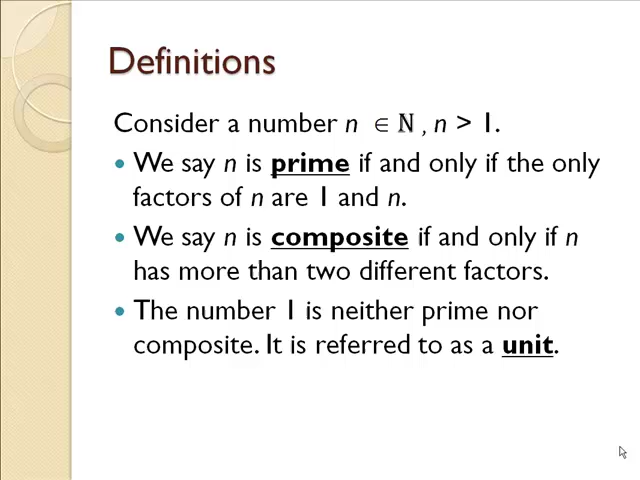 Definitions
Consider a number n ∈ ℕ, n > 1.
• We say n is prime if and only if the only
factors of n are 1 and n.
• We say n is composite if and only if n
has more than two different factors.
• The number 1 is neither prime nor
composite. It is referred to as a unit.